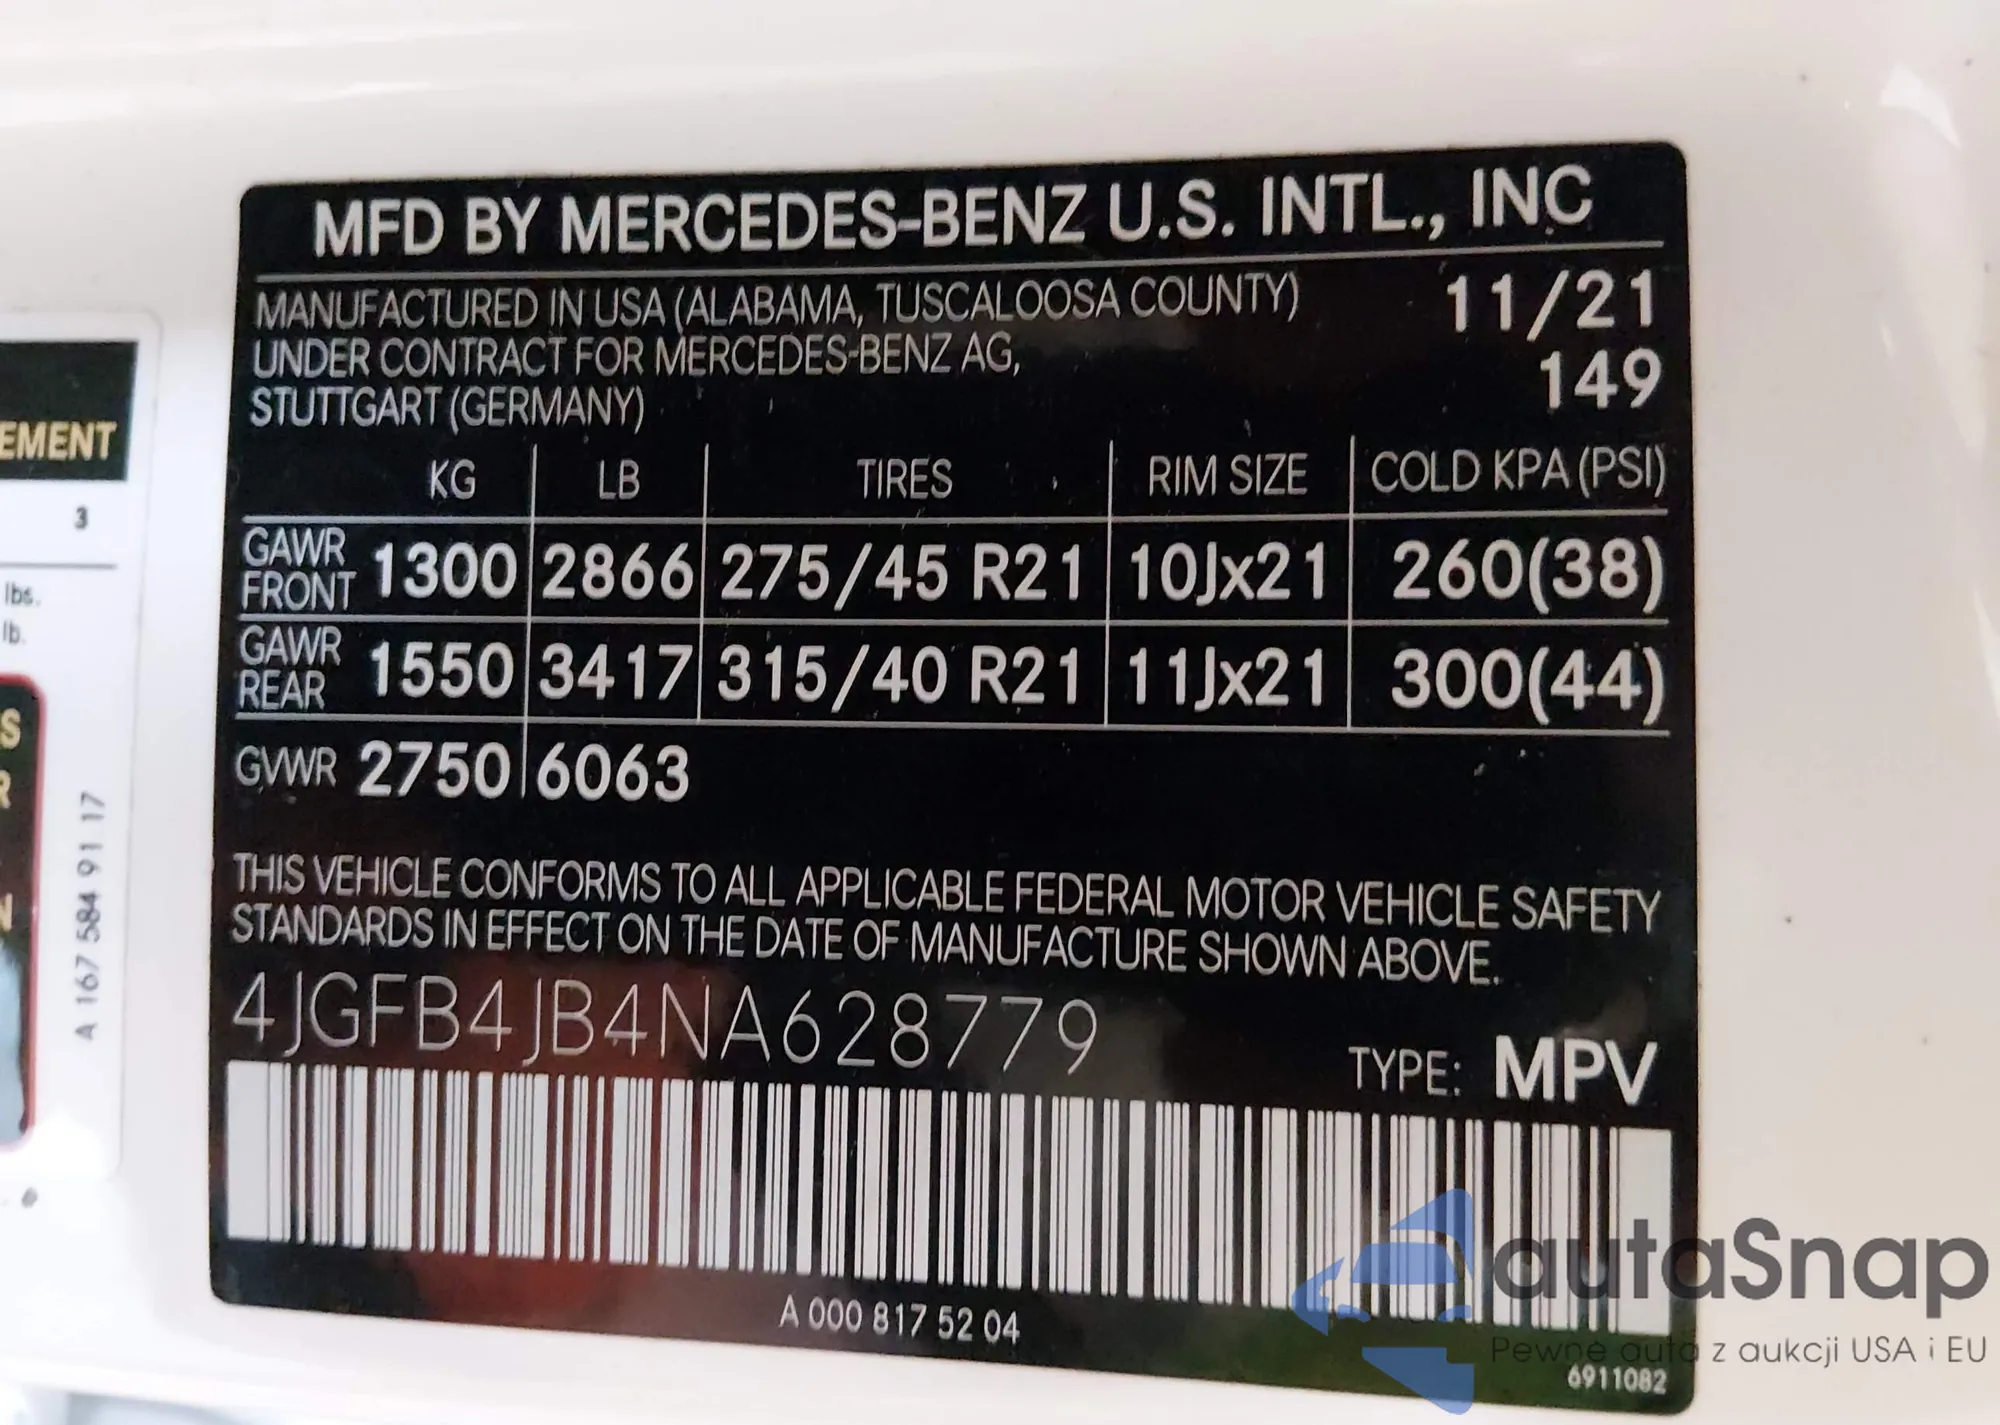 MFD BY MERCEDES-BENZ U.S. INTL., INC
MANUFACTURED IN USA (ALABAMA, TUSCALOOSA COUNTY) 11/21
UNDER CONTRACT FOR MERCEDES-BENZ AG, 149
STUTTGART (GERMANY)
KG LB TIRES RIM SIZE COLD KPA (PSI)
GAWR FRONT 1300 2866 275/45 R21 10Jx21 260(38)
GAWR REAR 1550 3417 315/40 R21 11Jx21 300(44)
GVWR 2750 6063
THIS VEHICLE CONFORMS TO ALL APPLICABLE FEDERAL MOTOR VEHICLE SAFETY
STANDARDS IN EFFECT ON THE DATE OF MANUFACTURE SHOWN ABOVE.
4JGFB4JB4NA628779
TYPE: MPV
A 000 817 52 04
6911082
EMENT
3
lbs.
lb.
S
R
N
A 167 584 91 17
autaSnap
Pewne auta z aukcji USA i EU